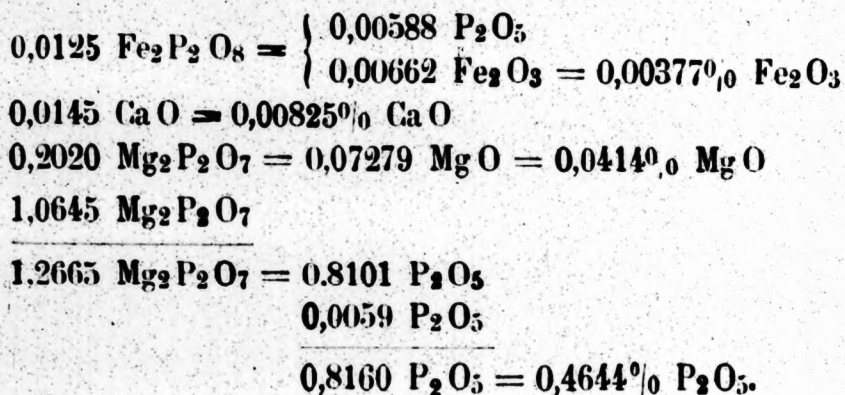 0,00588 P₂O₅
0,0125 Fe₂P₂O₈ = {
0,00662 Fe₂O₃ = 0,00377% Fe₂O₃
0,0145 CaO = 0,00825% CaO
0,2020 Mg₂P₂O₇ = 0,07279 MgO = 0,0414% MgO
1,0645 Mg₂P₂O₇
1,2665 Mg₂P₂O₇ = 0.8101 P₂O₅
0,0059 P₂O₅
0,8160 P₂O₅ = 0,4644% P₂O₅.